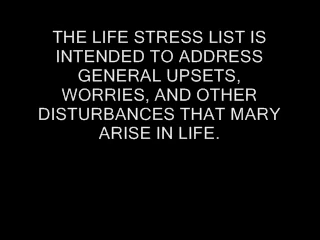 THE LIFE STRESS LIST IS
INTENDED TO ADDRESS
GENERAL UPSETS,
WORRIES, AND OTHER
DISTURBANCES THAT MARY
ARISE IN LIFE.